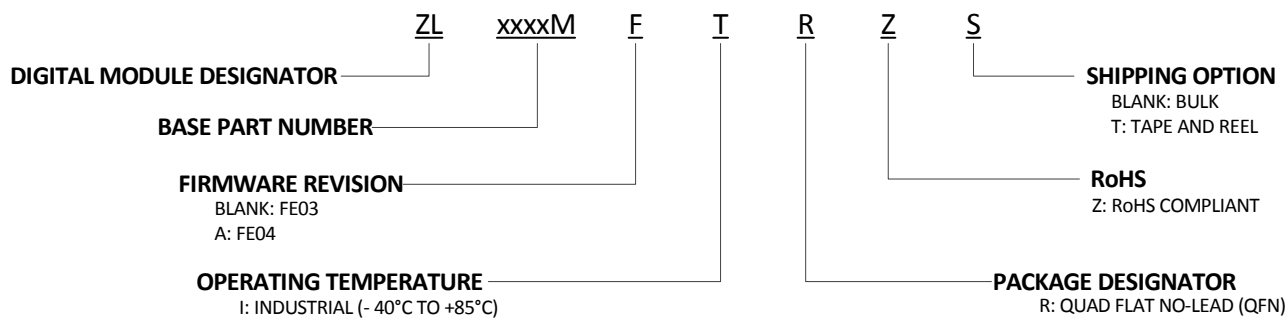 ZL xxxxM F T R Z S
DIGITAL MODULE DESIGNATOR
BASE PART NUMBER
FIRMWARE REVISION
BLANK: FE03
A: FE04
OPERATING TEMPERATURE
I: INDUSTRIAL (- 40°C TO +85°C)
SHIPPING OPTION
BLANK: BULK
T: TAPE AND REEL
RoHS
Z: RoHS COMPLIANT
PACKAGE DESIGNATOR
R: QUAD FLAT NO-LEAD (QFN)